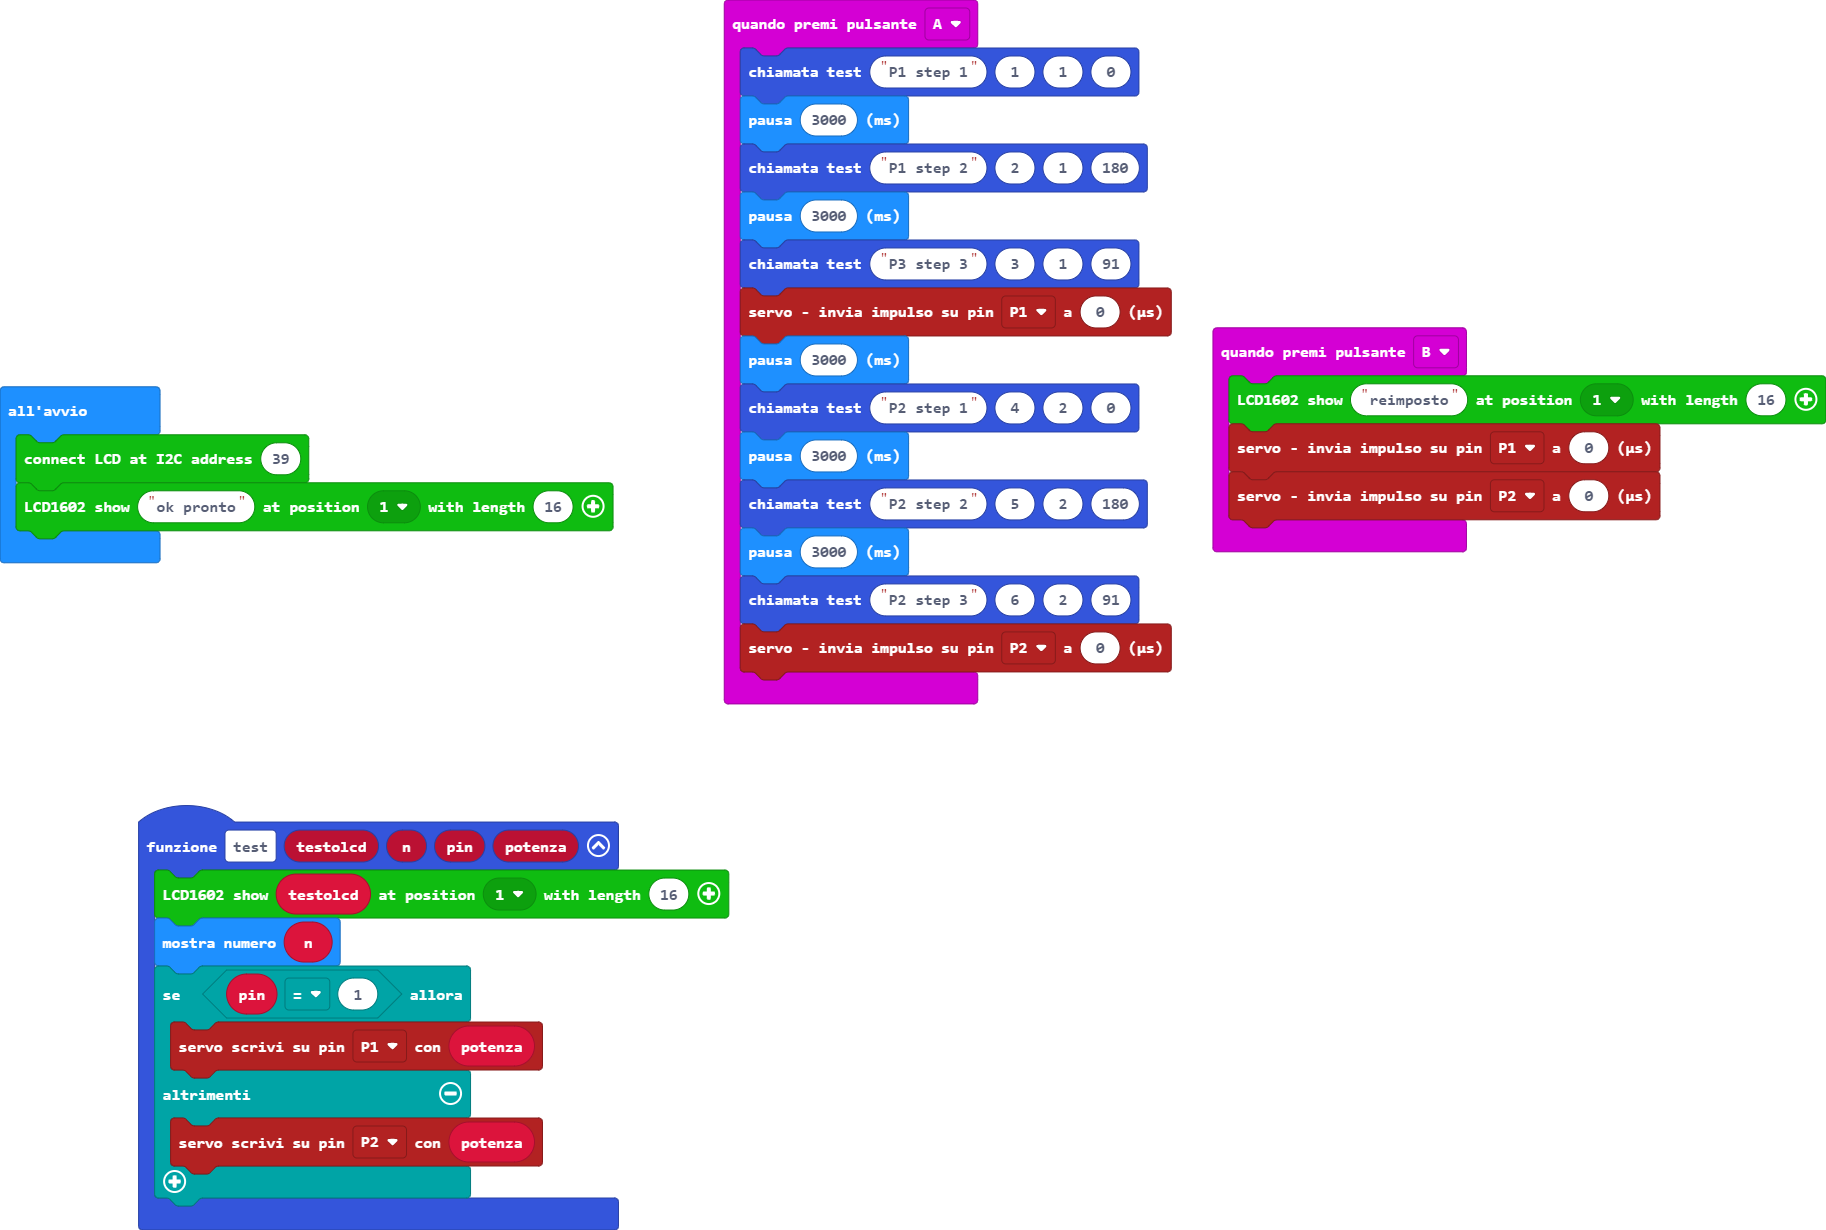 quando premi pulsante A
chiamata test "P1 step 1" 1 1 0
pausa 3000 (ms)
chiamata test "P1 step 2" 2 1 180
pausa 3000 (ms)
chiamata test "P3 step 3" 3 1 91
servo - invia impulso su pin P1 a 0 (µs)
pausa 3000 (ms)
chiamata test "P2 step 1" 4 2 0
pausa 3000 (ms)
chiamata test "P2 step 2" 5 2 180
pausa 3000 (ms)
chiamata test "P2 step 3" 6 2 91
servo - invia impulso su pin P2 a 0 (µs)
quando premi pulsante B
LCD1602 show "reimposto" at position 1 with length 16
servo - invia impulso su pin P1 a 0 (µs)
servo - invia impulso su pin P2 a 0 (µs)
all'avvio
connect LCD at I2C address 39
LCD1602 show "ok pronto" at position 1 with length 16
funzione test testolcd n pin potenza
LCD1602 show testolcd at position 1 with length 16
mostra numero n
se pin = 1 allora
servo scrivi su pin P1 con potenza
altrimenti
servo scrivi su pin P2 con potenza